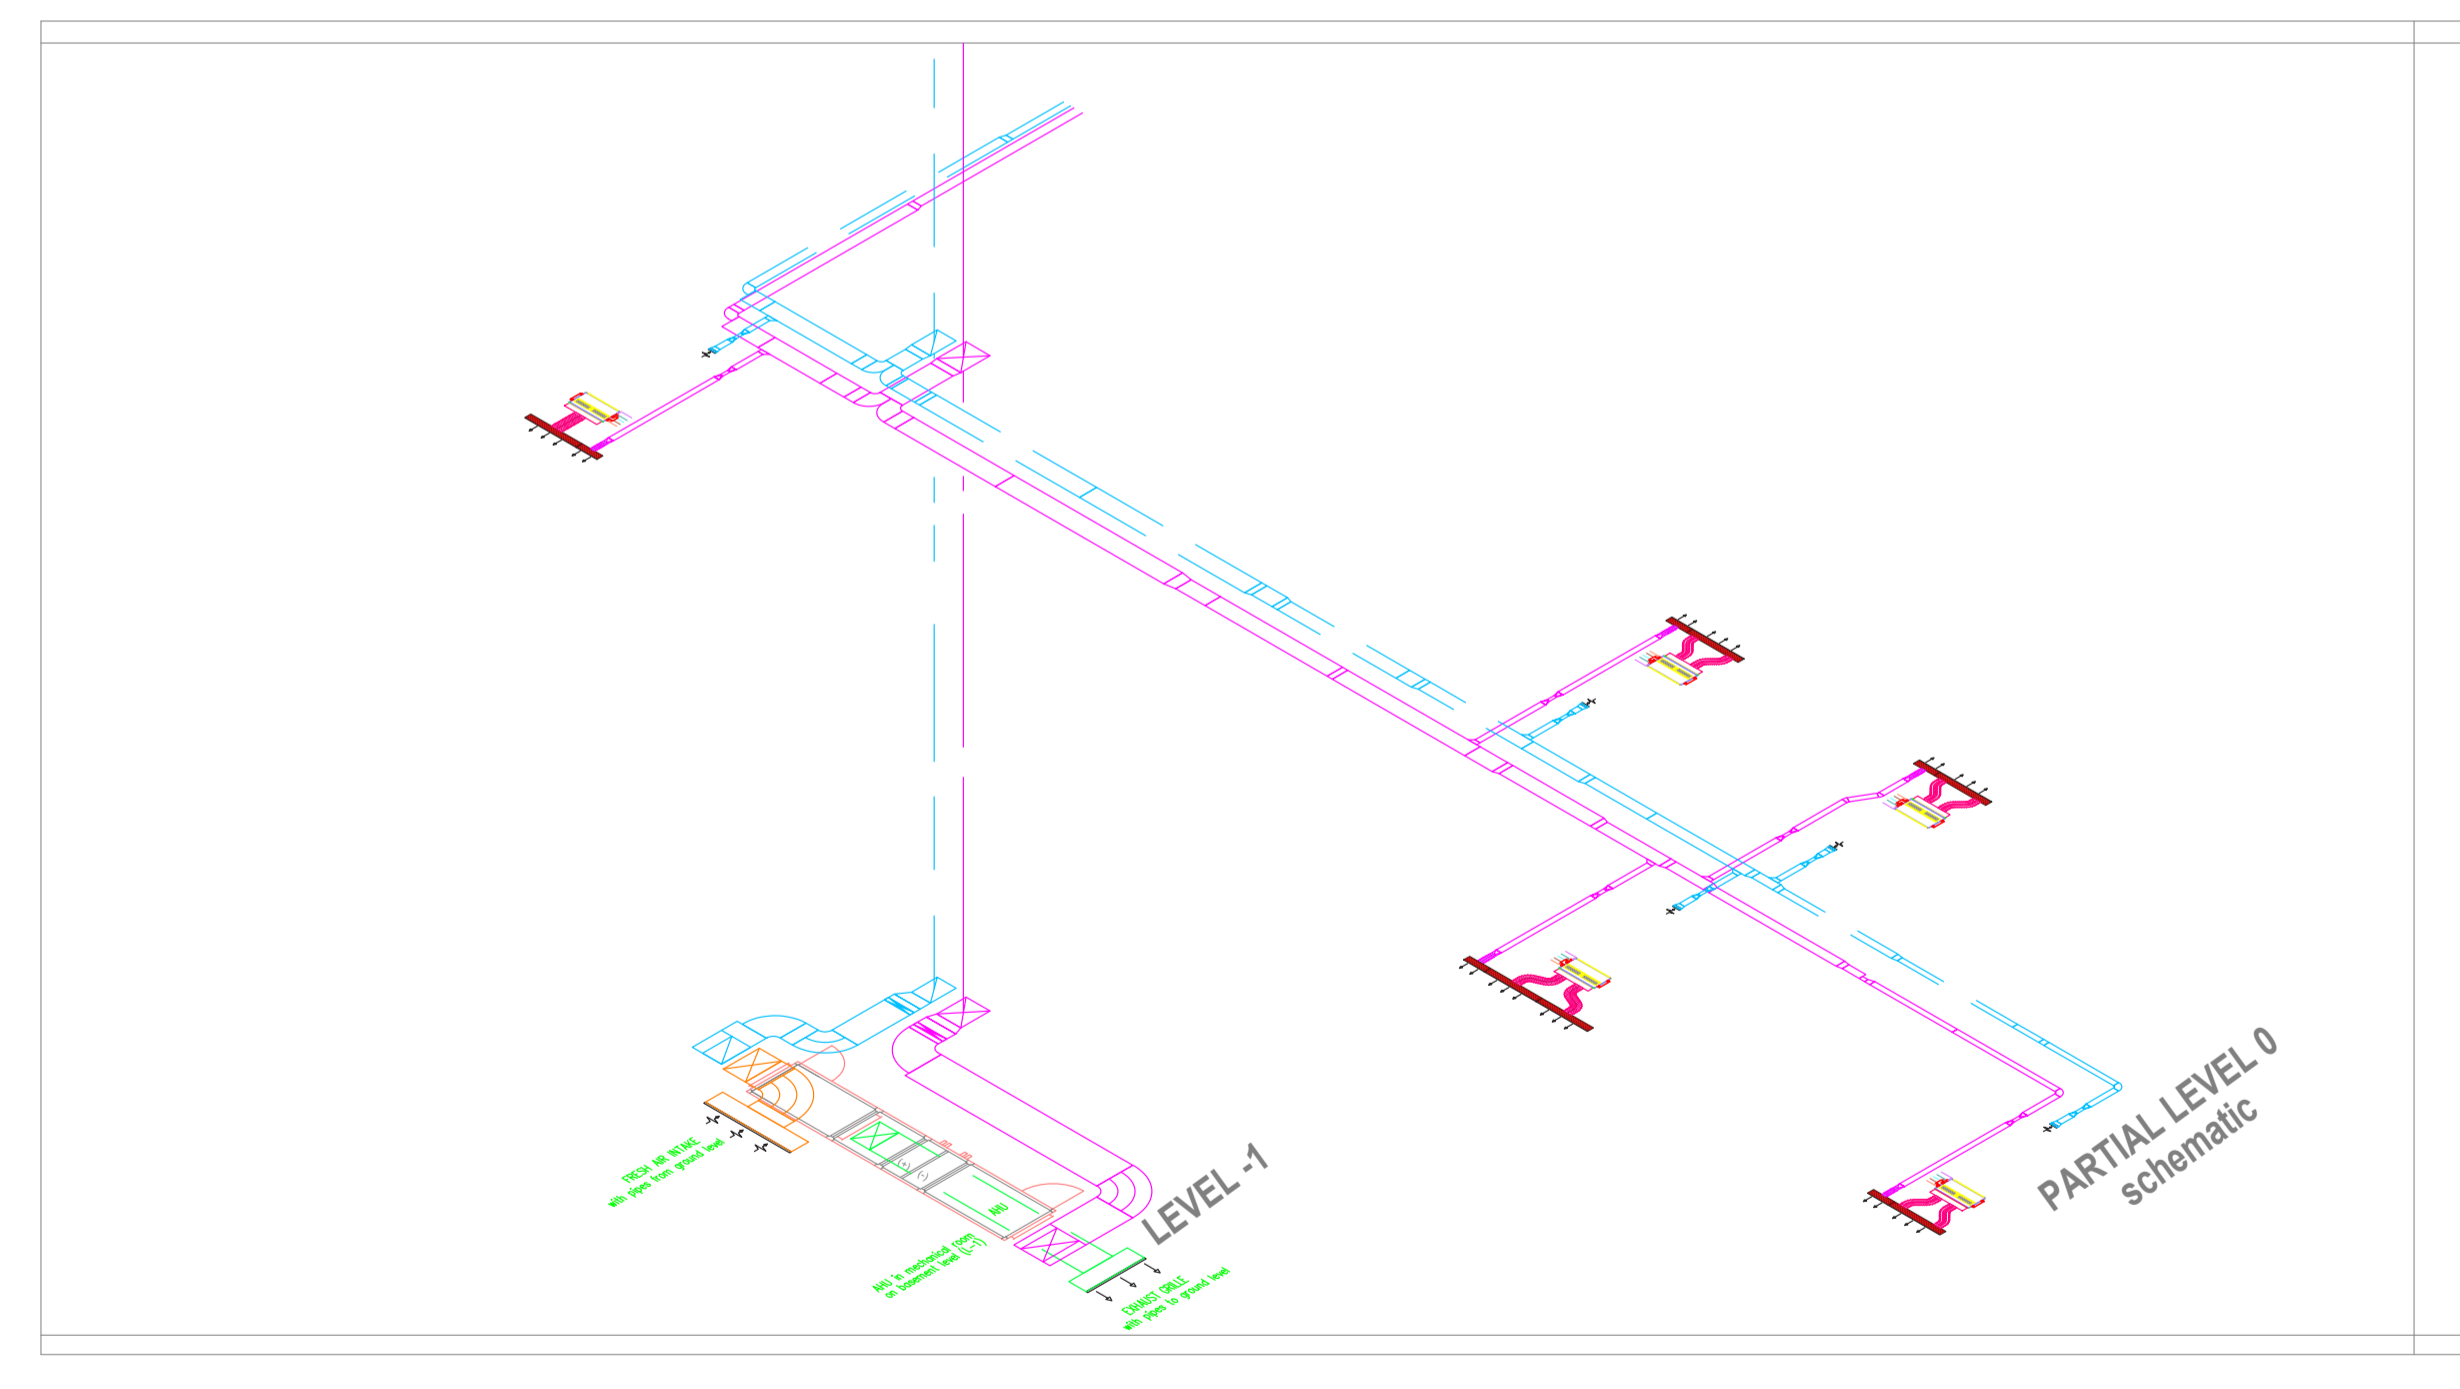 PARTIAL LEVEL 0
schematic
LEVEL -1
FRESH AIR INTAKE
with pipes from ground level
(+)
(-)
AHU
AHU in mechanical room
on basement level (L-1)
EXHAUST GRILLE
with pipes to ground level